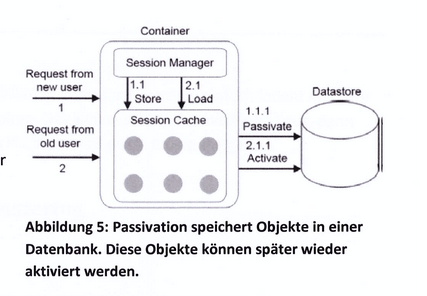 Container
Session Manager
Request from
new user
1
1.1
Store
2.1
Load
Datastore
Session Cache
1.1.1
Passivate
Request from
old user
2
2.1.1
Activate
r
Abbildung 5: Passivation speichert Objekte in einer
Datenbank. Diese Objekte können später wieder
aktiviert werden.